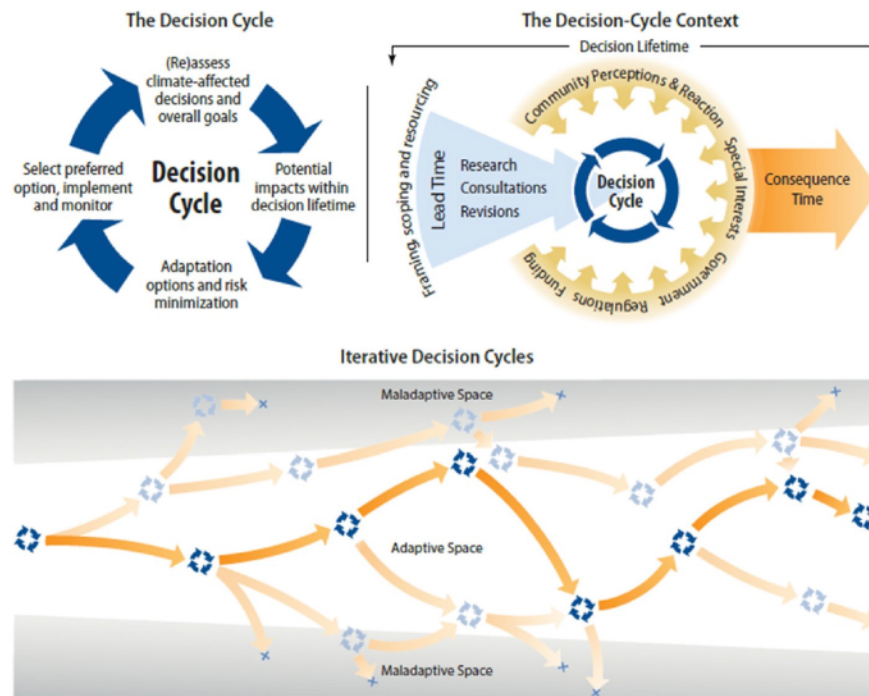 The Decision Cycle
(Re)assess
climate-affected
decisions and
overall goals
Select preferred
option, implement
and monitor
Decision
Cycle
Potential
impacts within
decision lifetime
Adaptation
options and risk
minimization
The Decision-Cycle Context
Decision Lifetime
Framing scoping and resourcing
Lead Time
Research
Consultations
Revisions
Community Perceptions & Reaction
Special Interests
Government Regulations Funding
Decision
Cycle
Consequence
Time
Iterative Decision Cycles
Maladaptive Space
Adaptive Space
Maladaptive Space